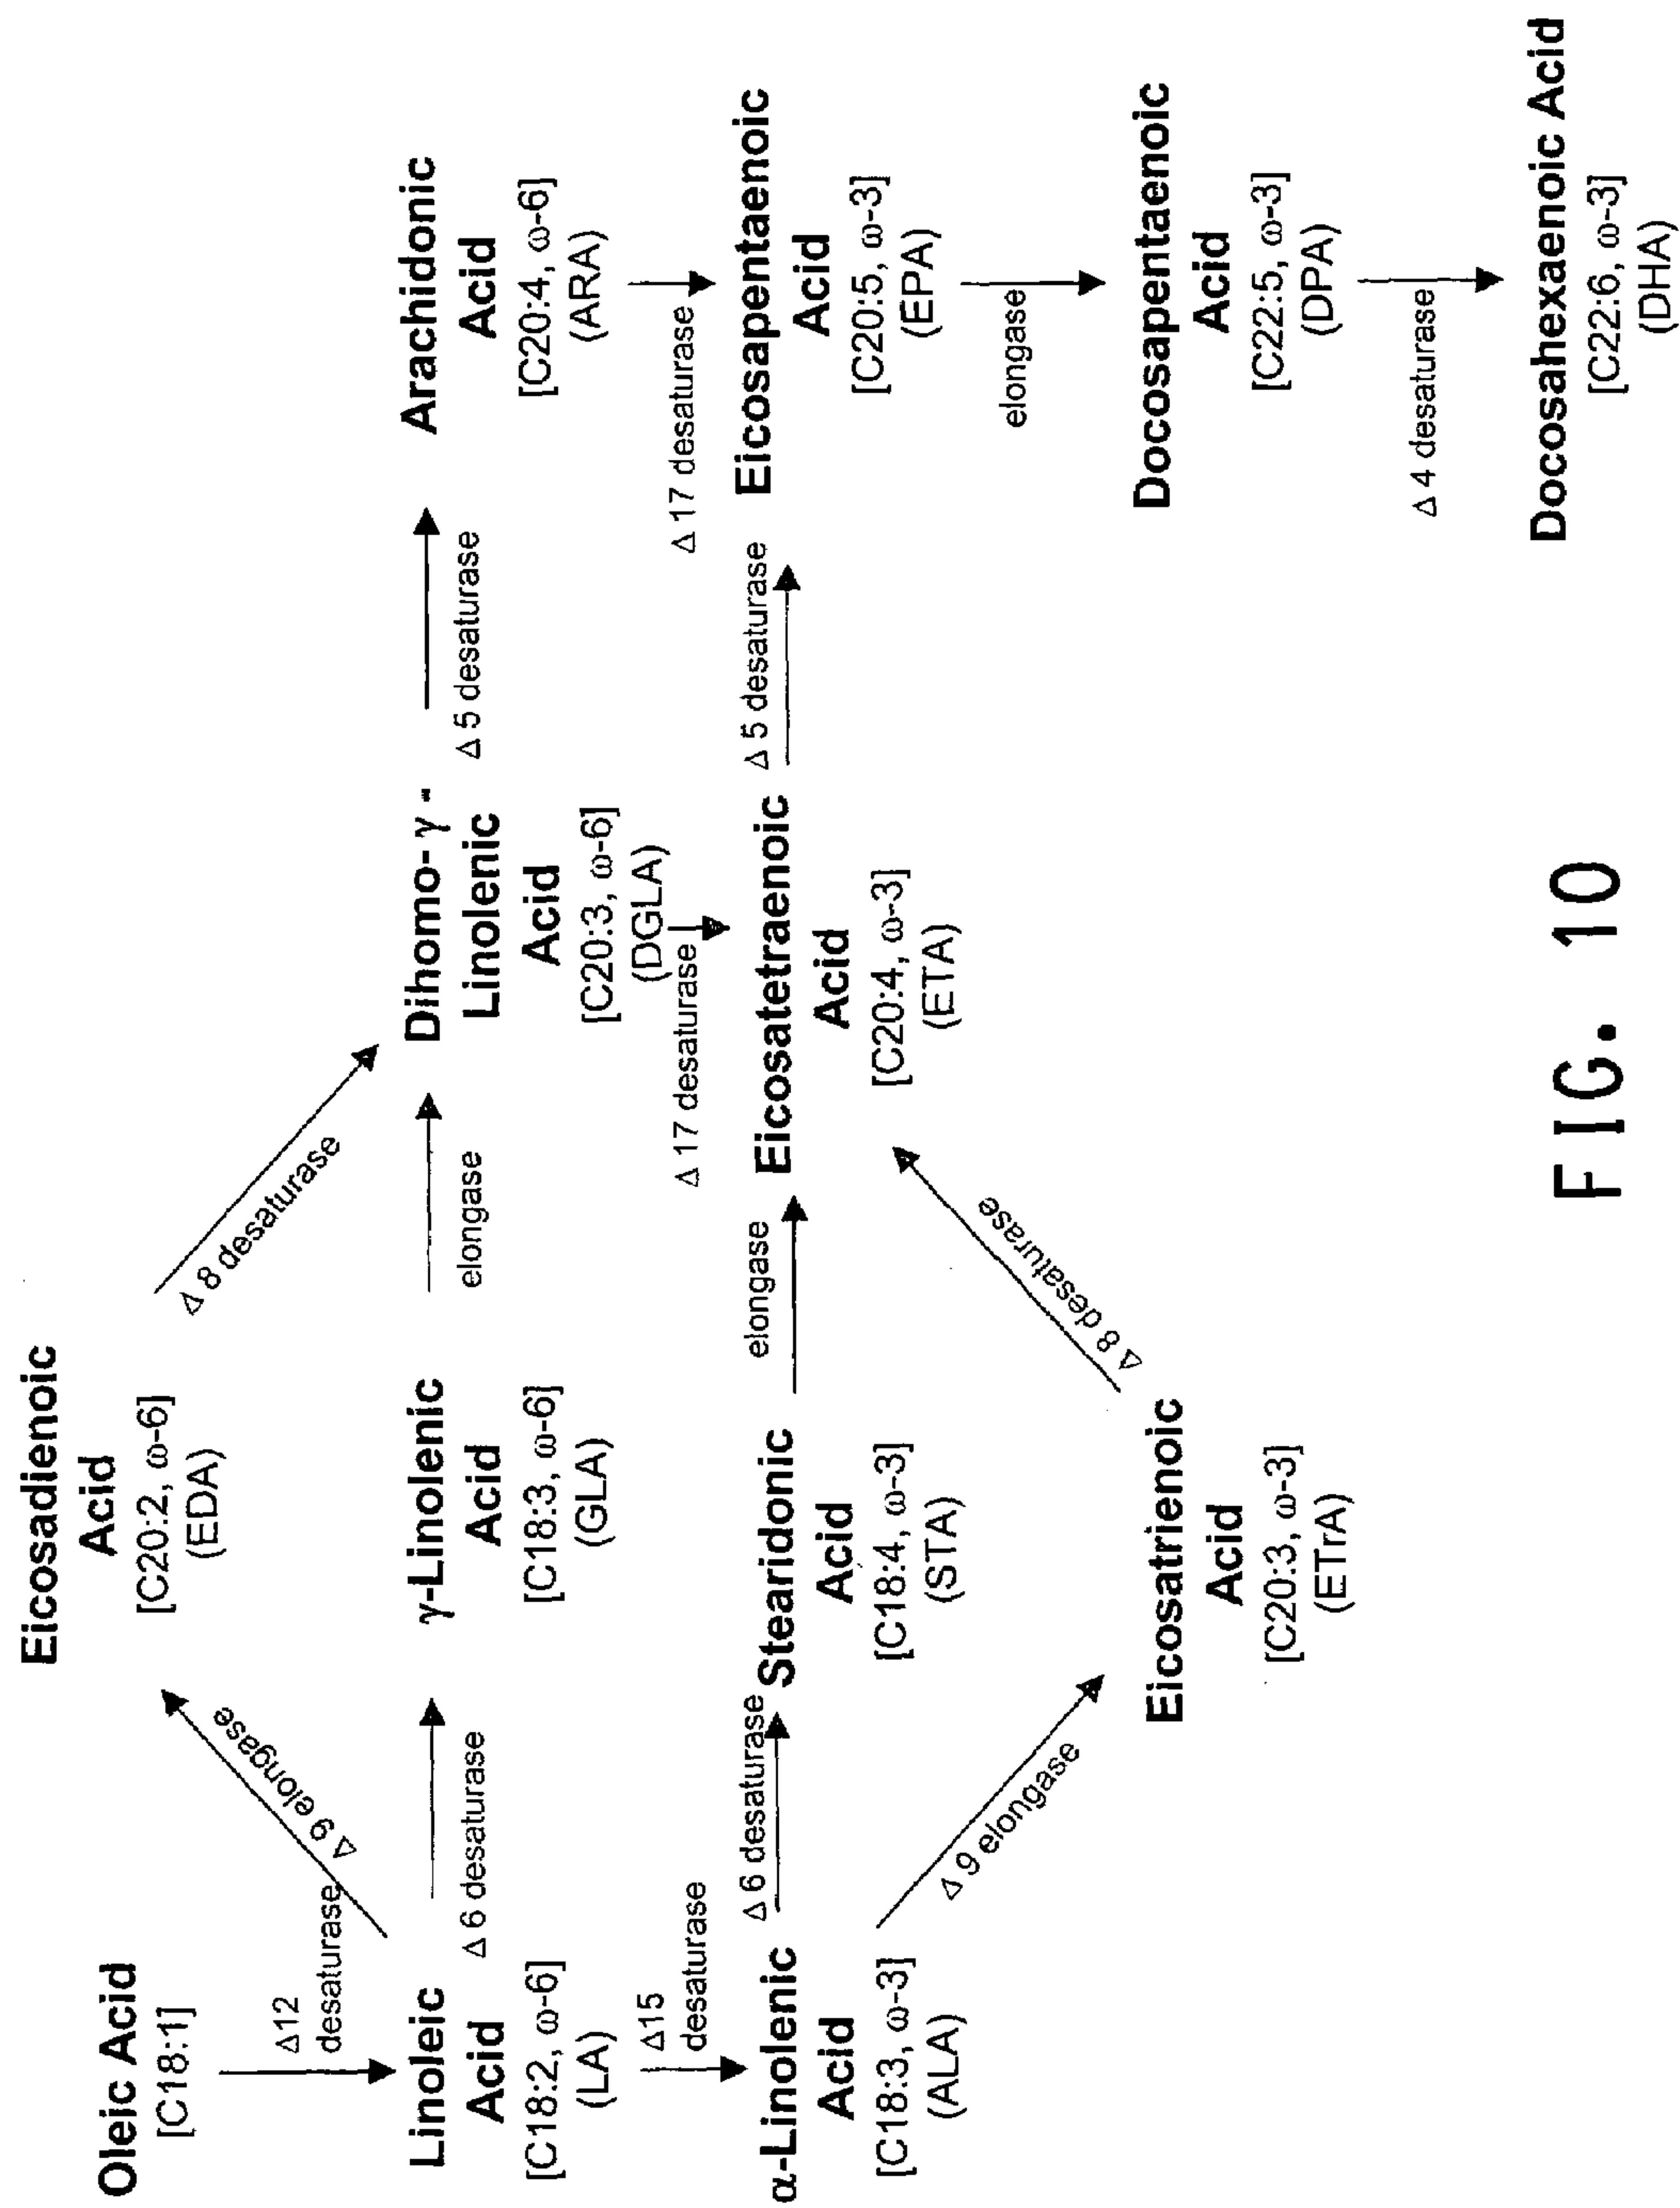 Oleic Acid
[C18:1]
Δ12
desaturase
Linoleic
Acid
[C18:2, ω-6]
(LA)
Δ 9 elongase
Eicosadienoic
Acid
[C20:2, ω-6]
(EDA)
Δ 8 desaturase
Δ 6 desaturase
γ-Linolenic
Acid
[C18:3, ω-6]
(GLA)
elongase
Dihomo- γ -
Linolenic
Acid
[C20:3, ω-6]
(DGLA)
Δ 5 desaturase
Arachidonic
Acid
[C20:4, ω-6]
(ARA)
Δ15
desaturase
Δ 17 desaturase
Δ 17 desaturase
α-Linolenic
Acid
[C18:3, ω-3]
(ALA)
Δ 6 desaturase
Stearidonic
Acid
[C18:4, ω-3]
(STA)
elongase
Eicosatetraenoic
Acid
[C20:4, ω-3]
(ETA)
Δ 5 desaturase
Eicosapentaenoic
Acid
[C20:5, ω-3]
(EPA)
Δ 9 elongase
Eicosatrienoic
Acid
[C20:3, ω-3]
(ETrA)
Δ 8 desaturase
elongase
Docosapentaenoic
Acid
[C22:5, ω-3]
(DPA)
Δ 4 desaturase
Docosahexaenoic Acid
[C22:6, ω-3]
(DHA)
FIG. 10